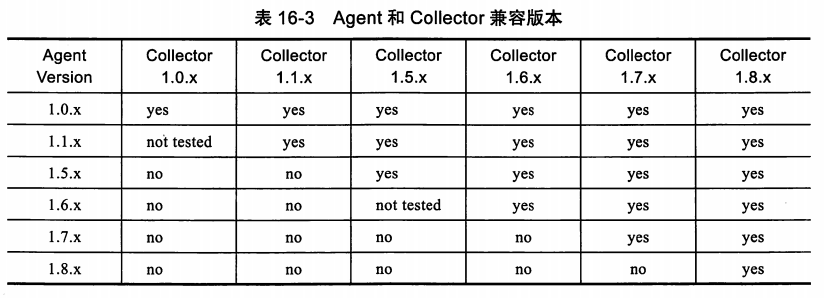 表 16-3 Agent 和 Collector 兼容版本
Agent Version Collector 1.0.x Collector 1.1.x Collector 1.5.x Collector 1.6.x Collector 1.7.x Collector 1.8.x
1.0.x yes yes yes yes yes yes
1.1.x not tested yes yes yes yes yes
1.5.x no no yes yes yes yes
1.6.x no no not tested yes yes yes
1.7.x no no no no yes yes
1.8.x no no no no no yes